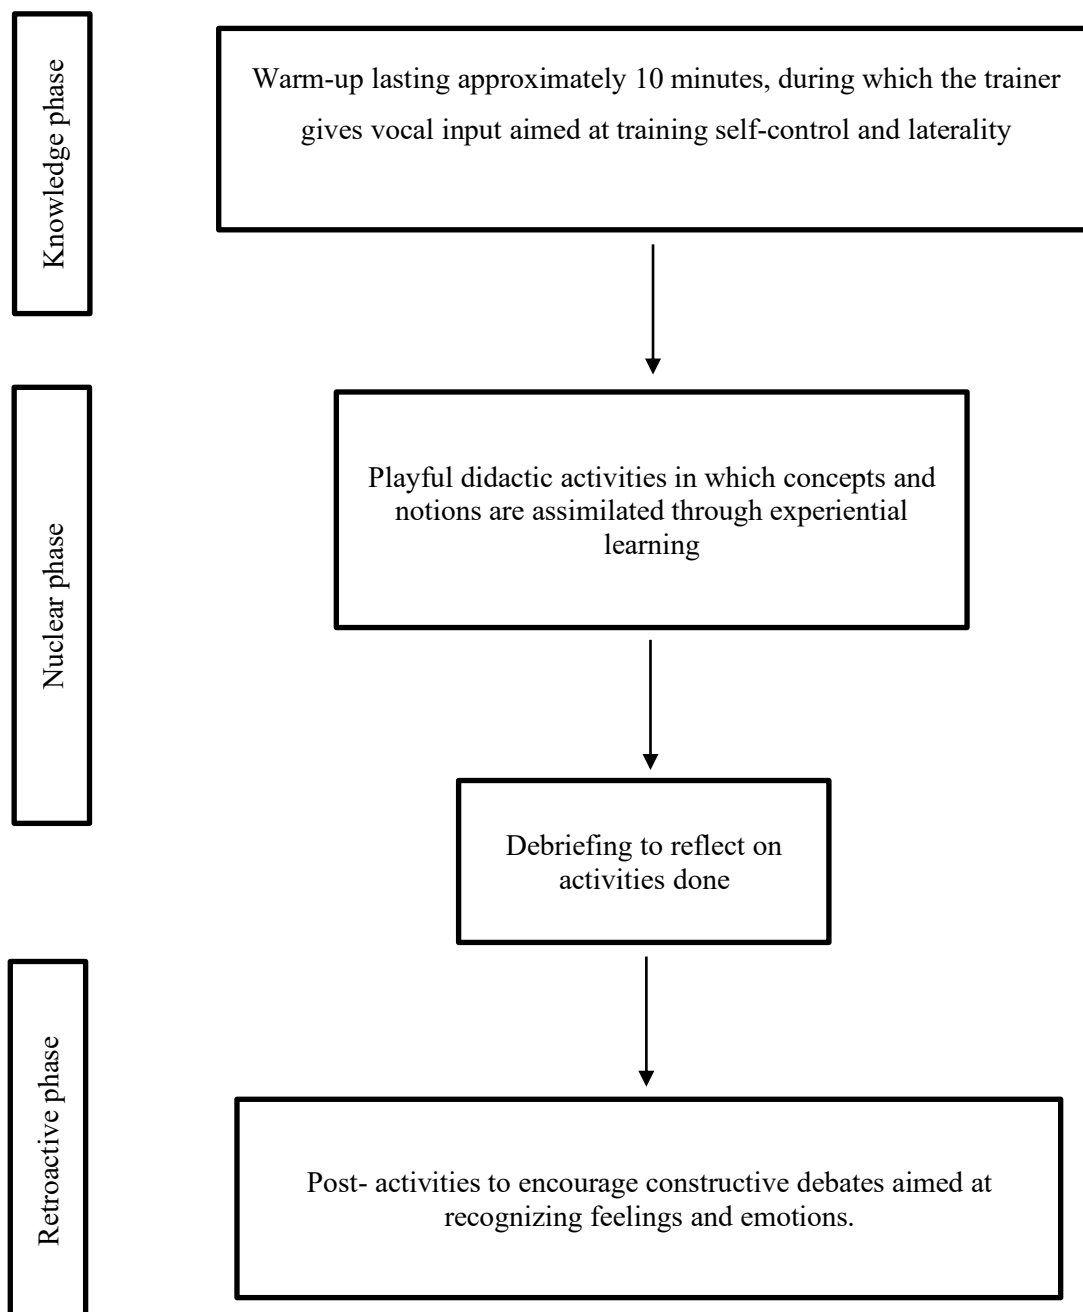 Knowledge phase
Warm-up lasting approximately 10 minutes, during which the trainer
gives vocal input aimed at training self-control and laterality
Nuclear phase
Playful didactic activities in which concepts and
notions are assimilated through experiential
learning
Debriefing to reflect on
activities done
Retroactive phase
Post- activities to encourage constructive debates aimed at
recognizing feelings and emotions.